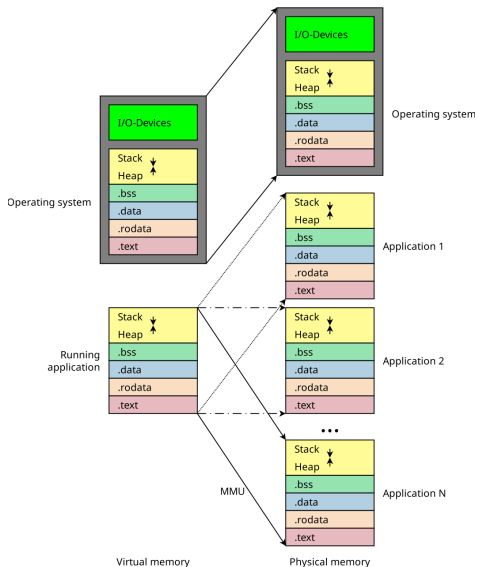 I/O-Devices
Stack
Heap
.bss
.data
.rodata
.text
Operating system
I/O-Devices
Stack
Heap
.bss
.data
.rodata
.text
Operating system
Stack
Heap
.bss
.data
.rodata
.text
Application 1
Stack
Heap
.bss
.data
.rodata
.text
Running
application
Stack
Heap
.bss
.data
.rodata
.text
Application 2
...
Stack
Heap
.bss
.data
.rodata
.text
Application N
MMU
Virtual memory
Physical memory